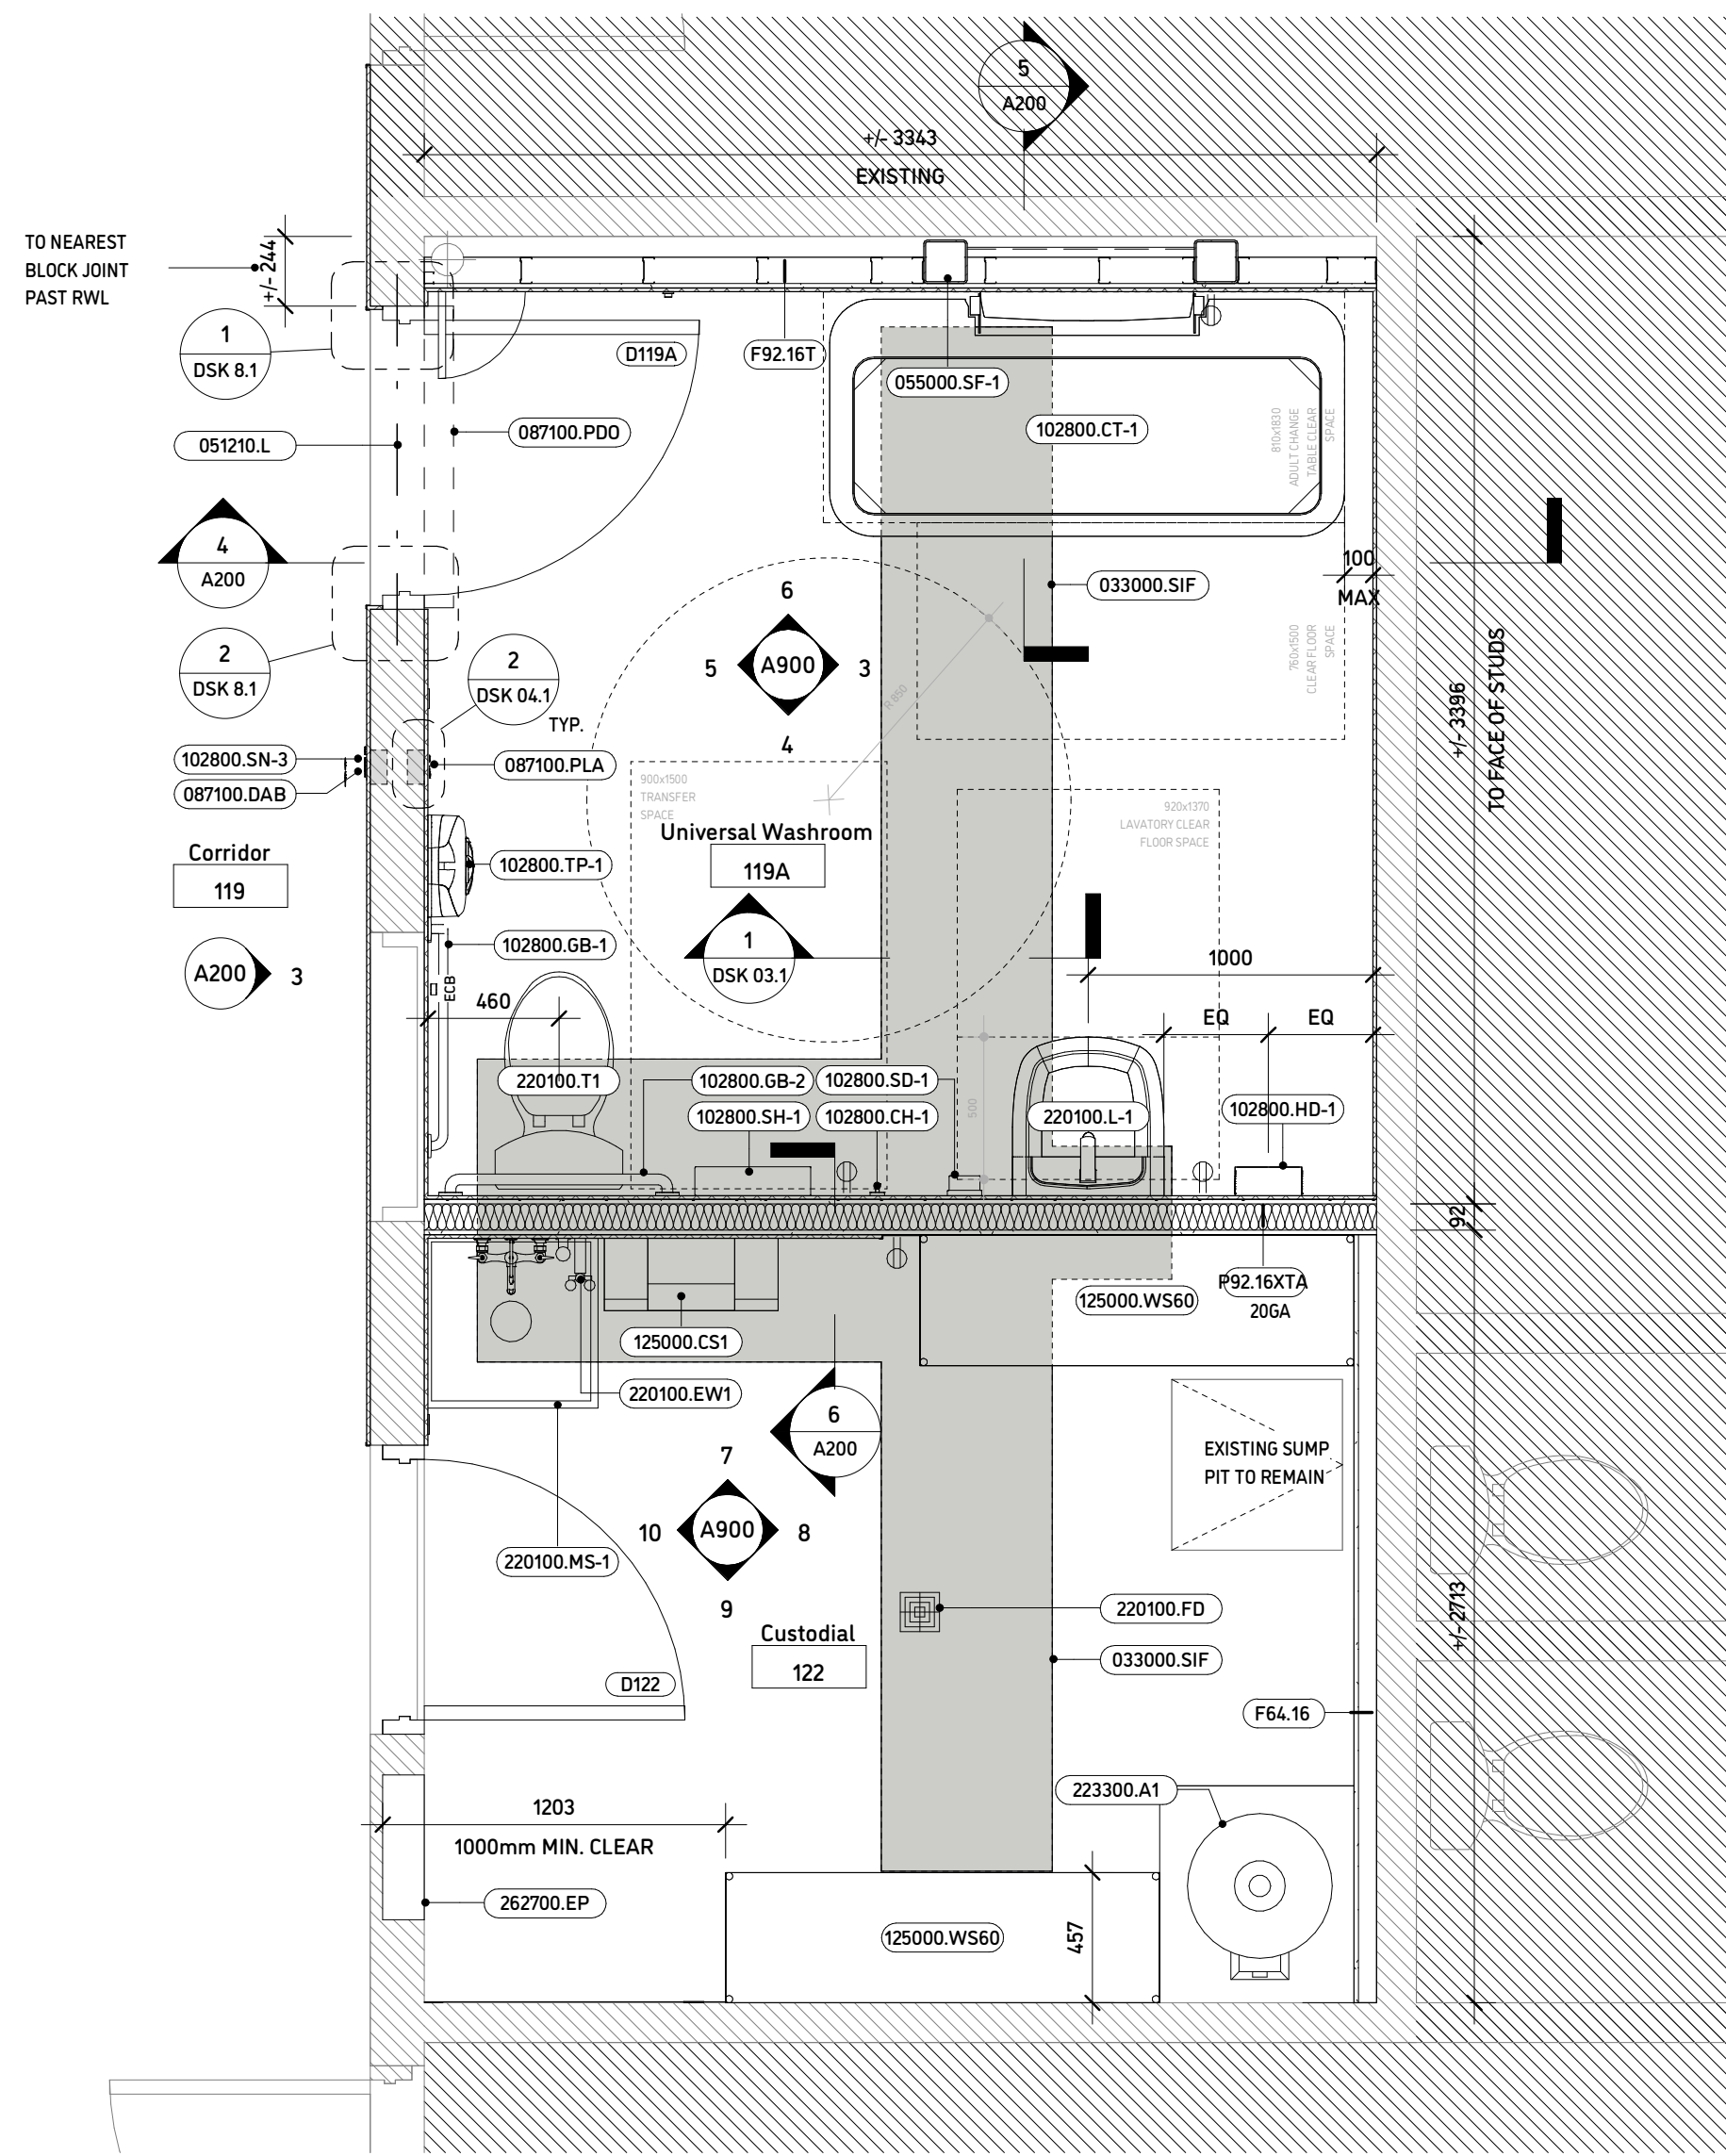 5
A200
+/- 3343
EXISTING
TO NEAREST
BLOCK JOINT
PAST RWL
+/- 244
1
DSK 8.1
D119A
F92.16T
055000.SF-1
102800.CT-1
087100.PDO
051210.L
810x1830
ADULT CHANGE
TABLE CLEAR
SPACE
4
A200
100
MAX
033000.SIF
6
5
A900
3
4
2
DSK 8.1
2
DSK 04.1
TYP.
760x1500
CLEAR FLOOR
SPACE
R 850
+/- 3396
TO FACE OF STUDS
102800.SN-3
087100.DAB
087100.PLA
900x1500
TRANSFER
SPACE
920x1370
LAVATORY CLEAR
FLOOR SPACE
Universal Washroom
119A
Corridor
119
102800.TP-1
102800.GB-1
1
DSK 03.1
A200
3
ECB
460
1000
EQ
EQ
220100.T1
102800.GB-2
102800.SD-1
102800.SH-1
102800.CH-1
500
220100.L-1
102800.HD-1
92
P92.16XTA
20GA
125000.WS60
125000.CS1
220100.EW1
6
A200
EXISTING SUMP
PIT TO REMAIN
7
10
A900
8
9
220100.MS-1
220100.FD
+/- 2713
Custodial
122
033000.SIF
D122
F64.16
223300.A1
1203
1000mm MIN. CLEAR
262700.EP
125000.WS60
457